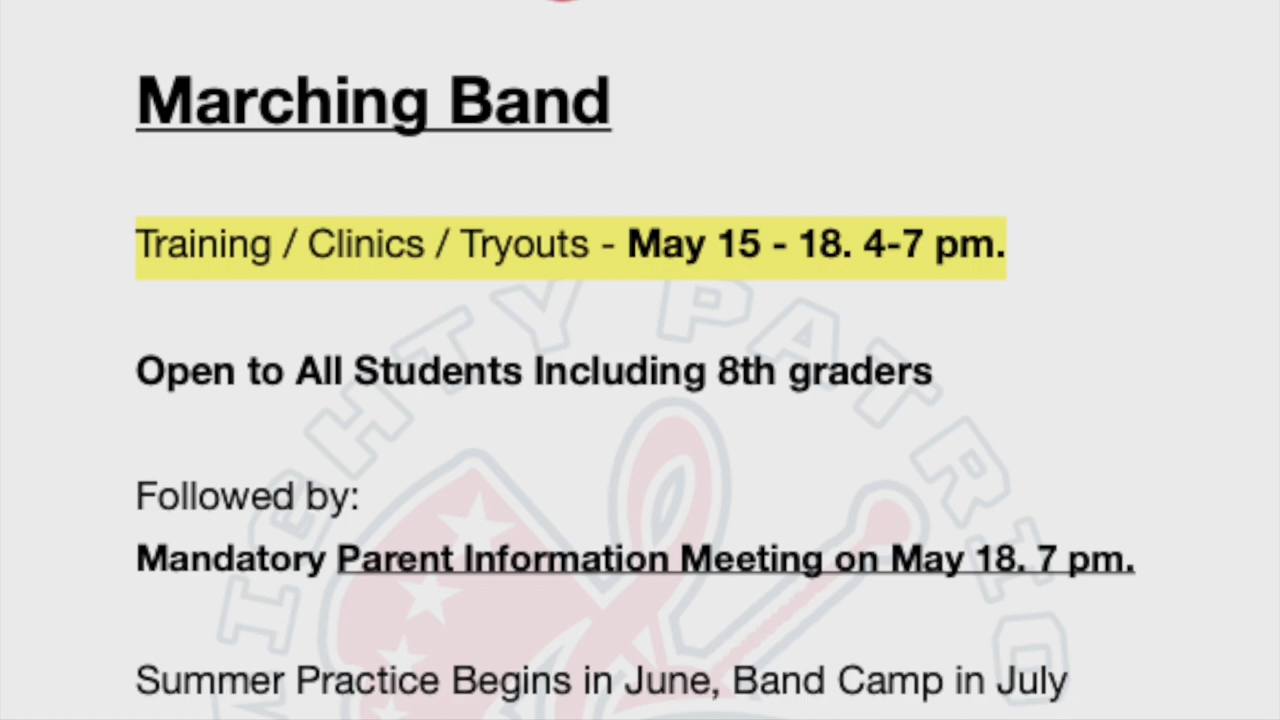 Marching Band
Training / Clinics / Tryouts - May 15 - 18. 4-7 pm.
Open to All Students Including 8th graders
Followed by:
Mandatory Parent Information Meeting on May 18. 7 pm.
Summer Practice Begins in June, Band Camp in July
MIGHTY PATRIO